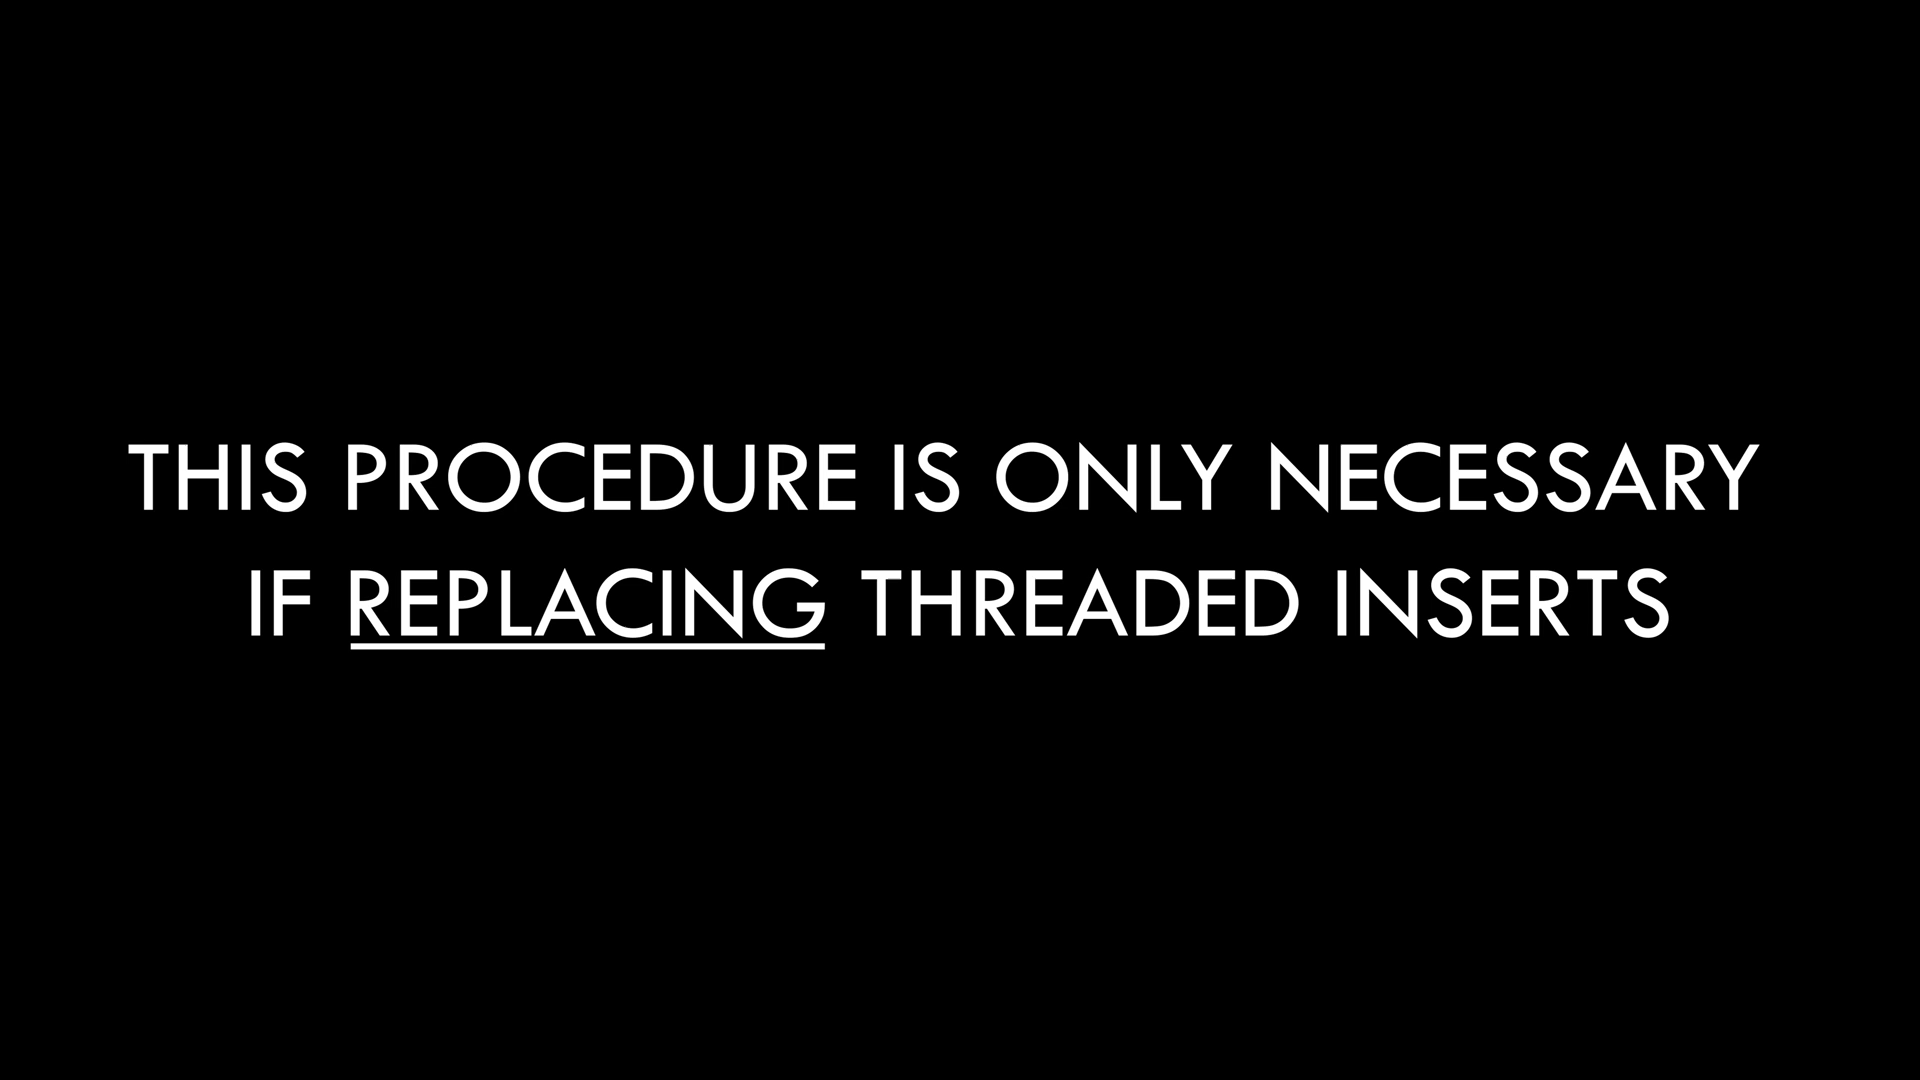 THIS PROCEDURE IS ONLY NECESSARY
IF REPLACING THREADED INSERTS